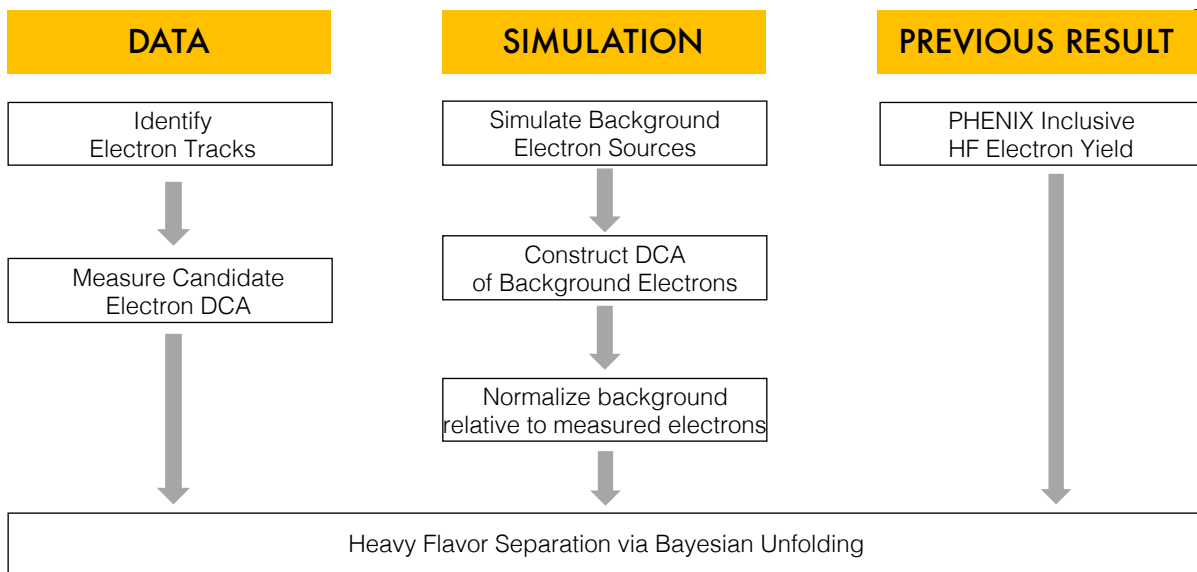 DATA
Identify
Electron Tracks
Measure Candidate
Electron DCA
SIMULATION
Simulate Background
Electron Sources
Construct DCA
of Background Electrons
Normalize background
relative to measured electrons
PREVIOUS RESULT
PHENIX Inclusive
HF Electron Yield
Heavy Flavor Separation via Bayesian Unfolding